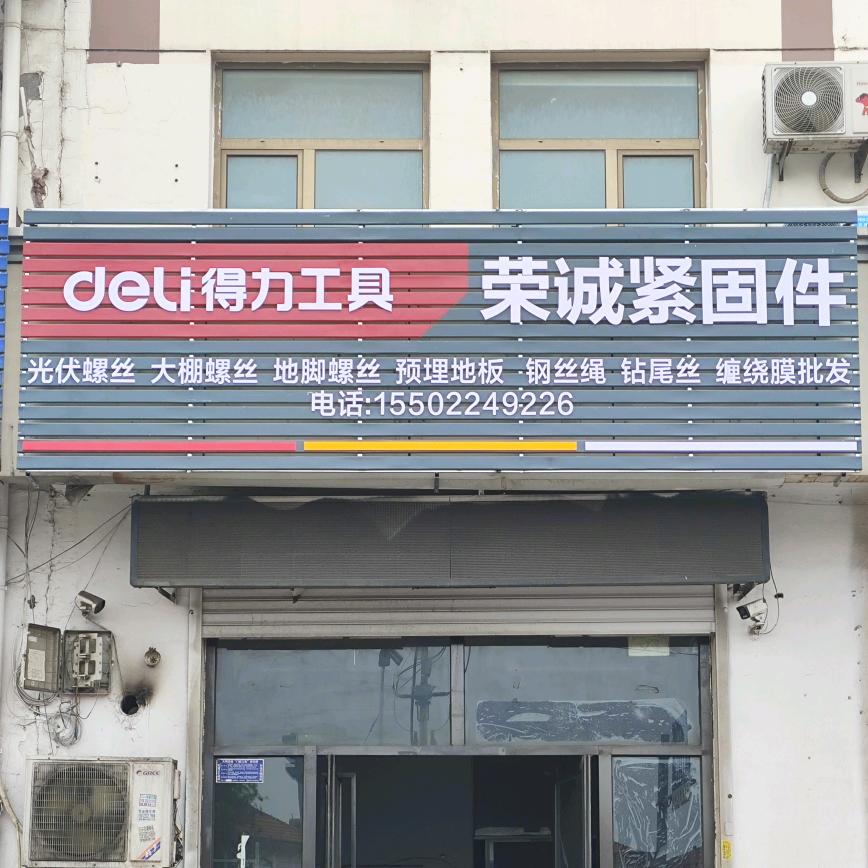 deli得力工具 荣诚紧固件
光伏螺丝 大棚螺丝 地脚螺丝 预埋地板 钢丝绳 钻尾丝 缠绕膜批发
电话:15502249226
GREE